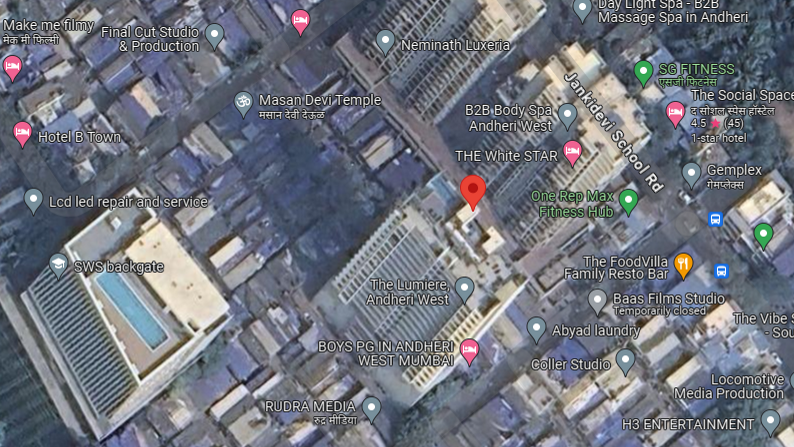 Make me filmy
मेक मी फिल्मी
Final Cut Studio
& Production
Neminath Luxeria
Day Light Spa - B2B
Massage Spa in Andheri
SG FITNESS
एसजी फिटनेस
The Social Space
द सोशल स्पेस हॉस्टेल
4.5 ★ (45)
1-star hotel
Jankidevi School Rd
Masan Devi Temple
मसान देवी देऊळ
B2B Body Spa
Andheri West
Hotel B Town
THE White STAR
Gemplex
गेमप्लेक्स
Lcd led repair and service
One Rep Max
Fitness Hub
SWS backgate
The FoodVilla
Family Resto Bar
The Lumiere,
Andheri West
Baas Films Studio
Temporarily closed
The Vibe S
- Sou
Abyad laundry
BOYS PG IN ANDHERI
WEST MUMBAI
Coller Studio
Locomotive
Media Production
RUDRA MEDIA
रुद्र मीडिया
H3 ENTERTAINMENT